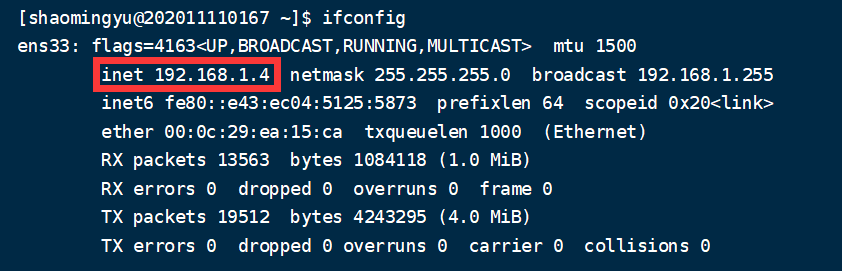 [shaomingyu@202011110167 ~]$ ifconfig
ens33: flags=4163<UP,BROADCAST,RUNNING,MULTICAST>  mtu 1500
inet 192.168.1.4  netmask 255.255.255.0  broadcast 192.168.1.255
inet6 fe80::e43:ec04:5125:5873  prefixlen 64  scopeid 0x20<link>
ether 00:0c:29:ea:15:ca  txqueuelen 1000  (Ethernet)
RX packets 13563  bytes 1084118 (1.0 MiB)
RX errors 0  dropped 0  overruns 0  frame 0
TX packets 19512  bytes 4243295 (4.0 MiB)
TX errors 0  dropped 0 overruns 0  carrier 0  collisions 0